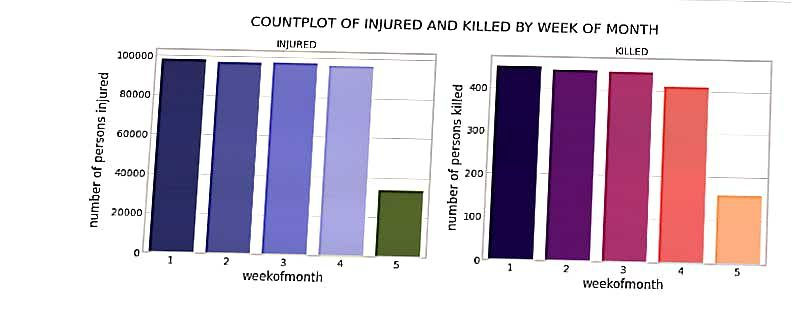 COUNTPLOT OF INJURED AND KILLED BY WEEK OF MONTH
INJURED
number of persons injured
100000
80000
60000
40000
20000
0
1 2 3 4 5
weekofmonth
KILLED
number of persons killed
400
300
200
100
0
1 2 3 4 5
weekofmonth